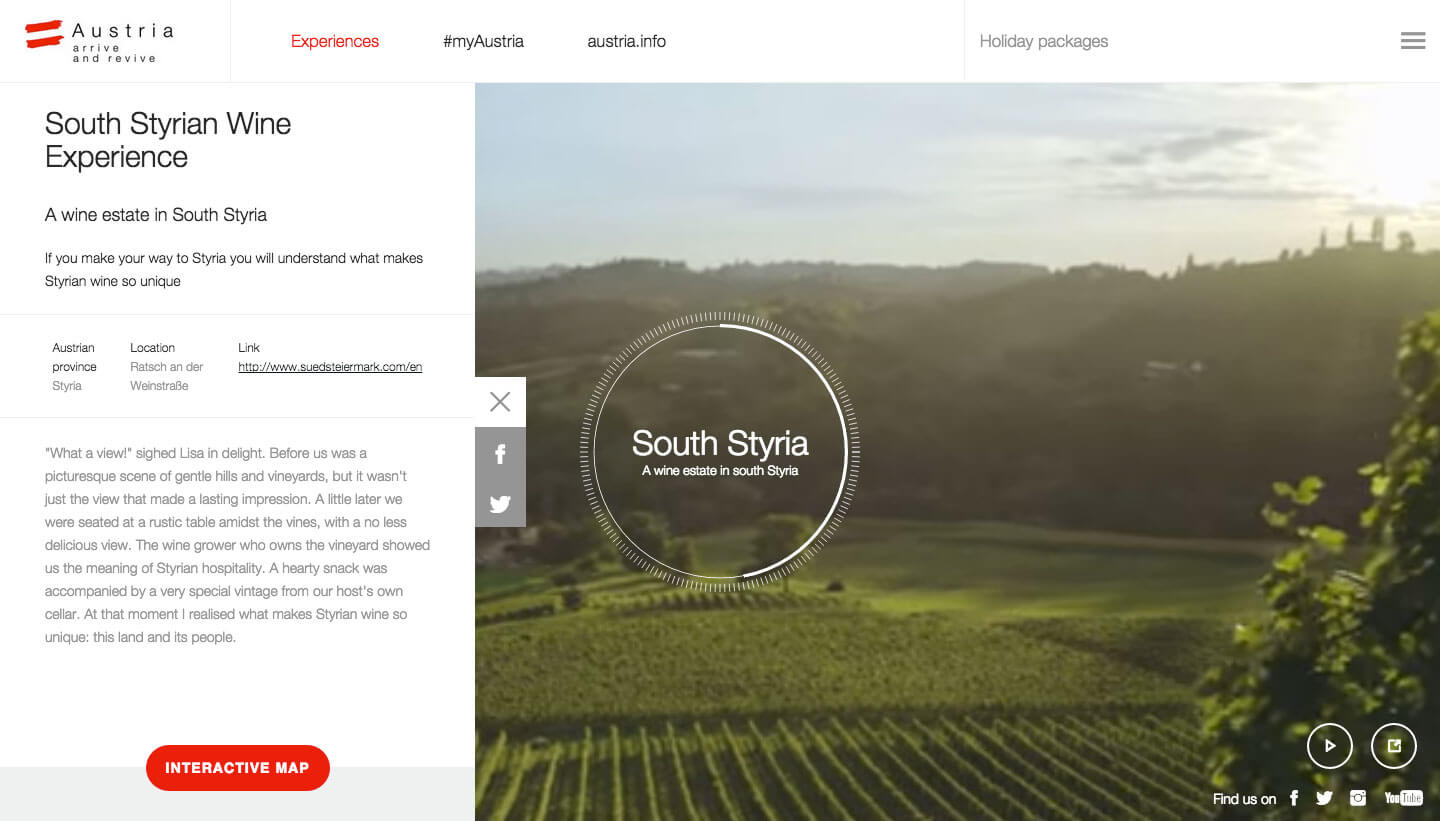 Austria
arrive
and revive
Experiences
#myAustria
austria.info
Holiday packages
South Styrian Wine
Experience
A wine estate in South Styria
If you make your way to Styria you will understand what makes
Styrian wine so unique
Austrian
province
Styria
Location
Ratsch an der
Weinstraße
Link
http://www.suedsteiermark.com/en
"What a view!" sighed Lisa in delight. Before us was a
picturesque scene of gentle hills and vineyards, but it wasn't
just the view that made a lasting impression. A little later we
were seated at a rustic table amidst the vines, with a no less
delicious view. The wine grower who owns the vineyard showed
us the meaning of Styrian hospitality. A hearty snack was
accompanied by a very special vintage from our host's own
cellar. At that moment I realised what makes Styrian wine so
unique: this land and its people.
INTERACTIVE MAP
South Styria
A wine estate in south Styria
Find us on
YouTube